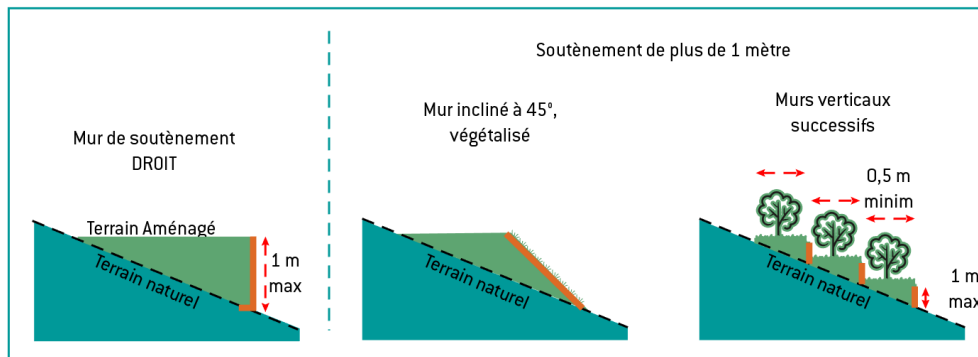 Soutènement de plus de 1 mètre
Mur de soutènement
DROIT
Terrain Aménagé
Terrain naturel
1 m
max
Mur incliné à 45°,
végétalisé
Terrain naturel
Murs verticaux
successifs
0,5 m
minim
Terrain naturel
1 m
max